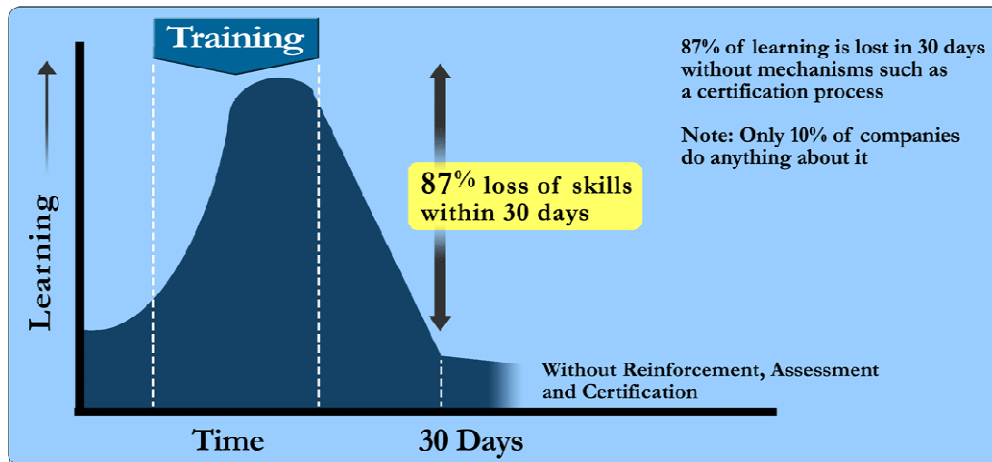 Training
87% of learning is lost in 30 days
without mechanisms such as
a certification process
Note: Only 10% of companies
do anything about it
87% loss of skills
within 30 days
Learning
Without Reinforcement, Assessment
and Certification
Time
30 Days